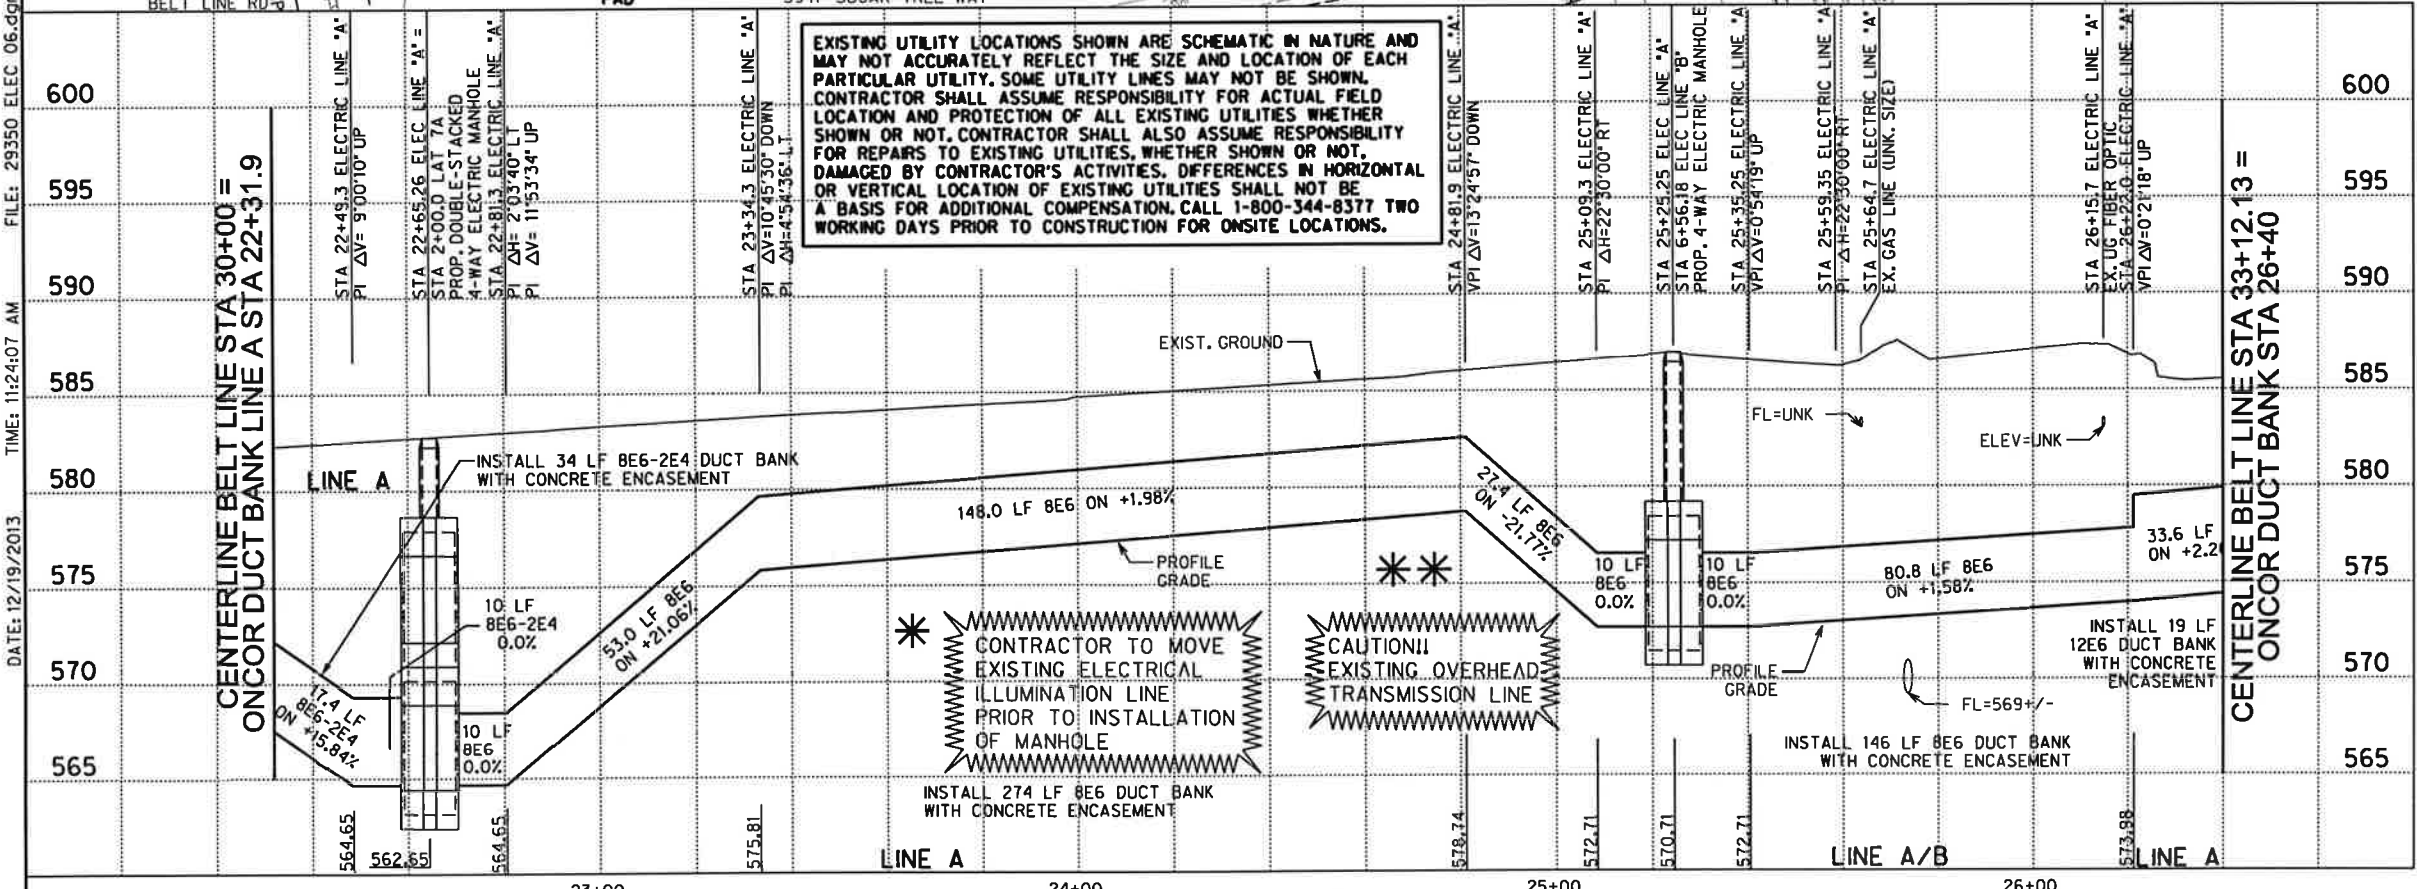 FILE: 29350 ELEC 06.dgn
TIME: 11:24:07 AM
DATE: 12/19/2013
BELT LINE RD
PAD
600
595
590
585
580
575
570
565
CENTERLINE BELT LINE STA 30+00 =
ONCOR DUCT BANK LINE A STA 22+31.9
STA 22+49.3 ELECTRIC LINE "A"
PI ΔV= 9°00'10" UP
STA 22+65.26 ELEC LINE "A" =
STA 2+00.0 LAT 7A
PROP. DOUBLE-STACKED
4-WAY ELECTRIC MANHOLE
STA 22+81.3 ELECTRIC LINE "A"
PI ΔH= 2°03'40" LT
PI ΔV= 11°53'34" UP
STA 23+34.3 ELECTRIC LINE "A"
PI ΔV=10°45'30" DOWN
PI ΔH=4°54'36" LT
EXISTING UTILITY LOCATIONS SHOWN ARE SCHEMATIC IN NATURE AND
MAY NOT ACCURATELY REFLECT THE SIZE AND LOCATION OF EACH
PARTICULAR UTILITY. SOME UTILITY LINES MAY NOT BE SHOWN.
CONTRACTOR SHALL ASSUME RESPONSIBILITY FOR ACTUAL FIELD
LOCATION AND PROTECTION OF ALL EXISTING UTILITIES WHETHER
SHOWN OR NOT. CONTRACTOR SHALL ALSO ASSUME RESPONSIBILITY
FOR REPAIRS TO EXISTING UTILITIES, WHETHER SHOWN OR NOT,
DAMAGED BY CONTRACTOR'S ACTIVITIES. DIFFERENCES IN HORIZONTAL
OR VERTICAL LOCATION OF EXISTING UTILITIES SHALL NOT BE
A BASIS FOR ADDITIONAL COMPENSATION. CALL 1-800-344-8377 TWO
WORKING DAYS PRIOR TO CONSTRUCTION FOR ONSITE LOCATIONS.
STA 24+81.9 ELECTRIC LINE "A"
VPI ΔV=13°24'57" DOWN
STA 25+09.3 ELECTRIC LINE "A"
PI ΔH=22°30'00" RT
STA 25+25.25 ELEC LINE "A"
STA 6+56.18 ELEC LINE "B"
PROP. 4-WAY ELECTRIC MANHOLE
STA 25+35.25 ELECTRIC LINE "A"
VPI ΔV=0°54'19" UP
STA 25+59.35 ELECTRIC LINE "A"
PI ΔH=22°30'00" RT
STA 25+64.7 ELECTRIC LINE "A"
EX. GAS LINE (UNK. SIZE)
STA 26+15.7 ELECTRIC LINE "A"
EX. UG FIBER OPTIC
STA 26+22.0 ELECTRIC LINE "A"
VPI ΔV=0°21'18" UP
CENTERLINE BELT LINE STA 33+12.13 =
ONCOR DUCT BANK STA 26+40
600
595
590
585
580
575
570
565
EXIST. GROUND
FL=UNK
ELEV=UNK
LINE A
INSTALL 34 LF 8E6-2E4 DUCT BANK
WITH CONCRETE ENCASEMENT
17.4 LF
8E6-2E4
ON +15.84%
10 LF
8E6-2E4
0.0%
10 LF
8E6
0.0%
53.0 LF 8E6
ON +21.06%
148.0 LF 8E6 ON +1.98%
PROFILE
GRADE
27.4 LF 8E6
ON -21.77%
10 LF
8E6
0.0%
10 LF
8E6
0.0%
80.8 LF 8E6
ON +1.58%
33.6 LF
ON +2.2
CONTRACTOR TO MOVE
EXISTING ELECTRICAL
ILLUMINATION LINE
PRIOR TO INSTALLATION
OF MANHOLE
CAUTION!!
EXISTING OVERHEAD
TRANSMISSION LINE
PROFILE
GRADE
INSTALL 19 LF
12E6 DUCT BANK
WITH CONCRETE
ENCASEMENT
FL=569+/-
INSTALL 146 LF 8E6 DUCT BANK
WITH CONCRETE ENCASEMENT
INSTALL 274 LF 8E6 DUCT BANK
WITH CONCRETE ENCASEMENT
564.65
562.65
564.65
575.81
LINE A
578.74
572.71
570.71
572.71
LINE A/B
573.98
LINE A
23+00
24+00
25+00
26+00